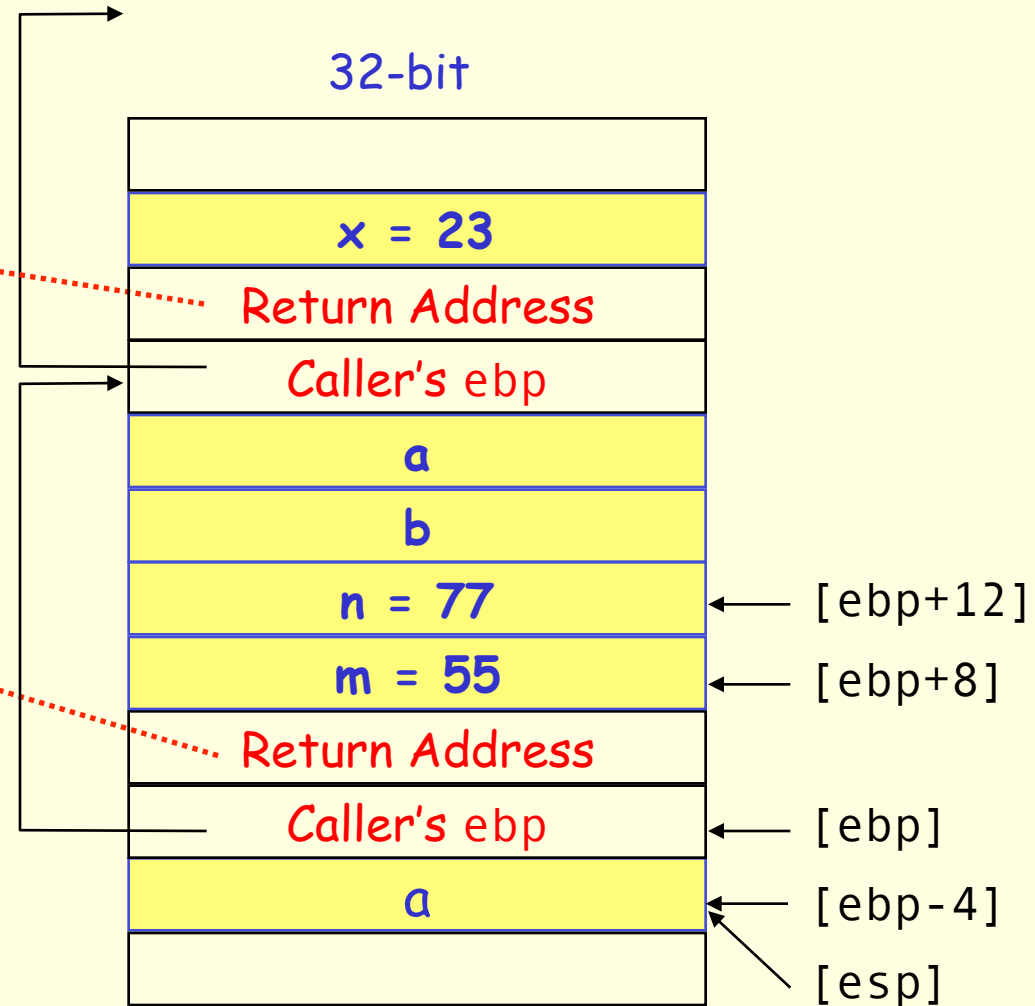 32-bit
x = 23
Return Address
Caller's ebp
a
b
n = 77 [ebp+12]
m = 55 [ebp+8]
Return Address
Caller's ebp [ebp]
a [ebp-4]
[esp]